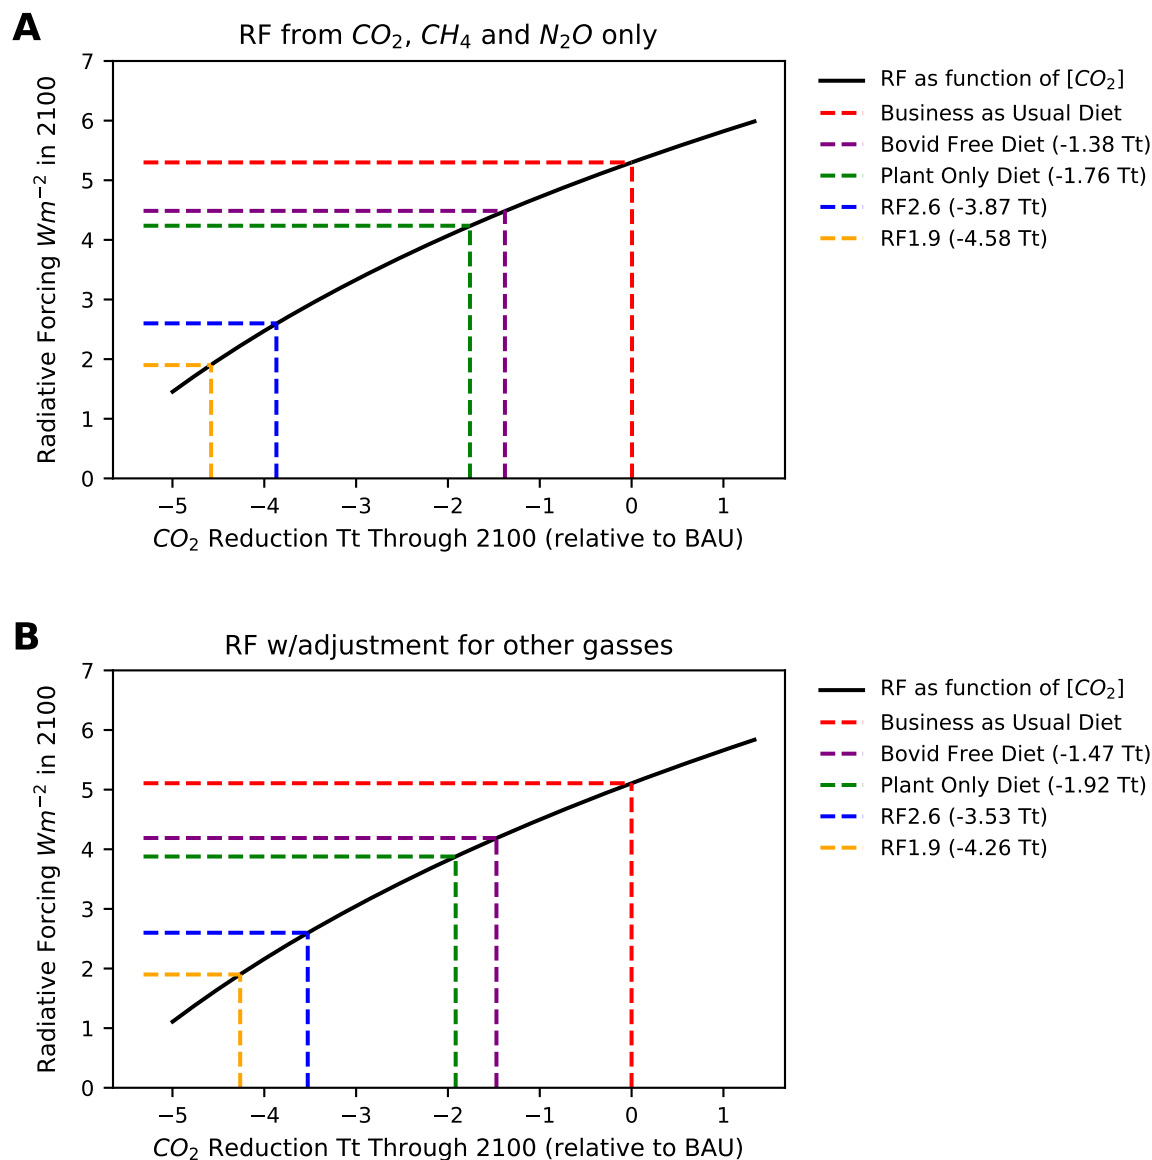 A
RF from CO₂, CH₄ and N₂O only
Radiative Forcing Wm⁻² in 2100
7
6
5
4
3
2
1
0
−5 −4 −3 −2 −1 0 1
CO₂ Reduction Tt Through 2100 (relative to BAU)
RF as function of [CO₂]
Business as Usual Diet
Bovid Free Diet (-1.38 Tt)
Plant Only Diet (-1.76 Tt)
RF2.6 (-3.87 Tt)
RF1.9 (-4.58 Tt)
B
RF w/adjustment for other gasses
Radiative Forcing Wm⁻² in 2100
7
6
5
4
3
2
1
0
−5 −4 −3 −2 −1 0 1
CO₂ Reduction Tt Through 2100 (relative to BAU)
RF as function of [CO₂]
Business as Usual Diet
Bovid Free Diet (-1.47 Tt)
Plant Only Diet (-1.92 Tt)
RF2.6 (-3.53 Tt)
RF1.9 (-4.26 Tt)